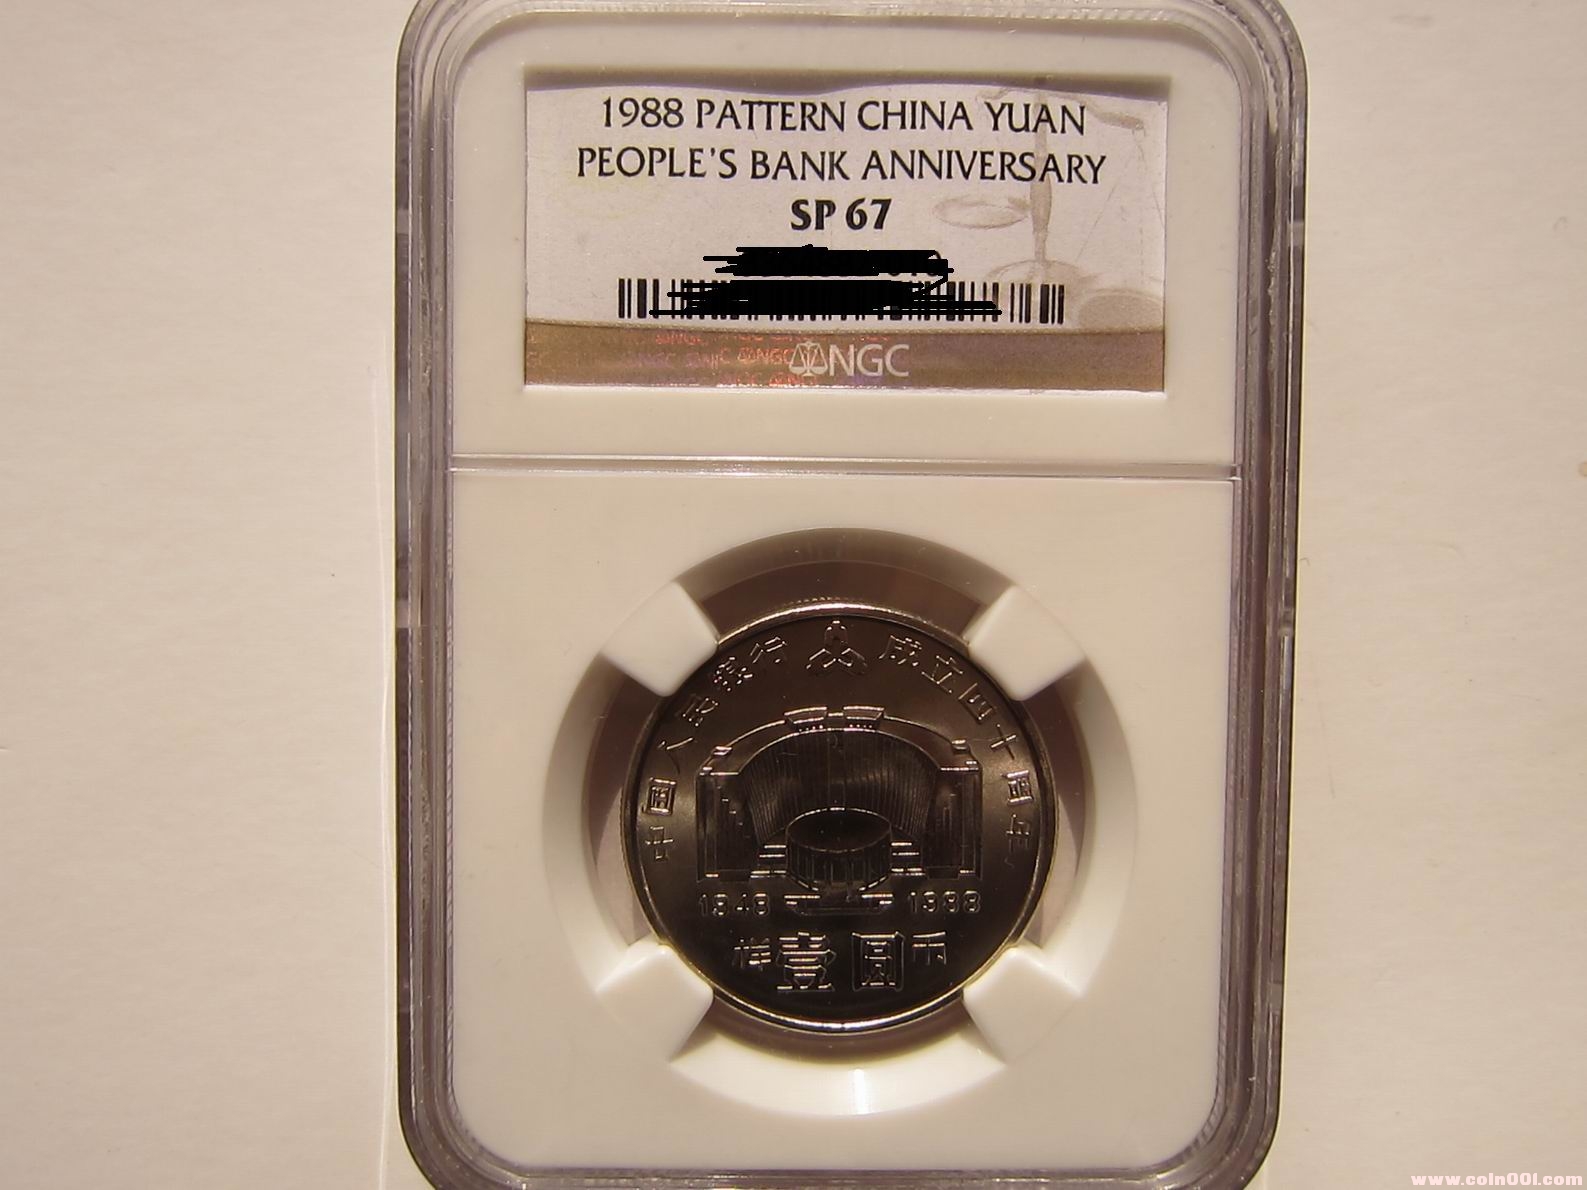 1988 PATTERN CHINA YUAN
PEOPLE'S BANK ANNIVERSARY
SP 67
NGC
中国人民银行 成立四十周年
1948 1988
样壹圆币
www.coin001.com